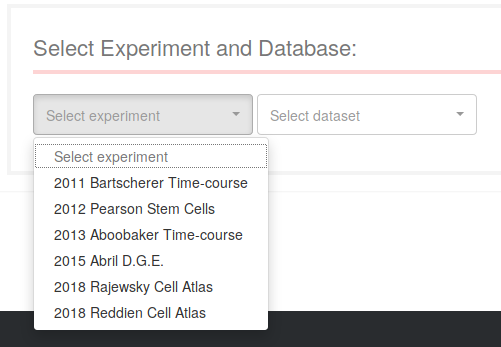 Select Experiment and Database:
Select experiment Select dataset
Select experiment
2011 Bartscherer Time-course
2012 Pearson Stem Cells
2013 Aboobaker Time-course
2015 Abril D.G.E.
2018 Rajewsky Cell Atlas
2018 Reddien Cell Atlas